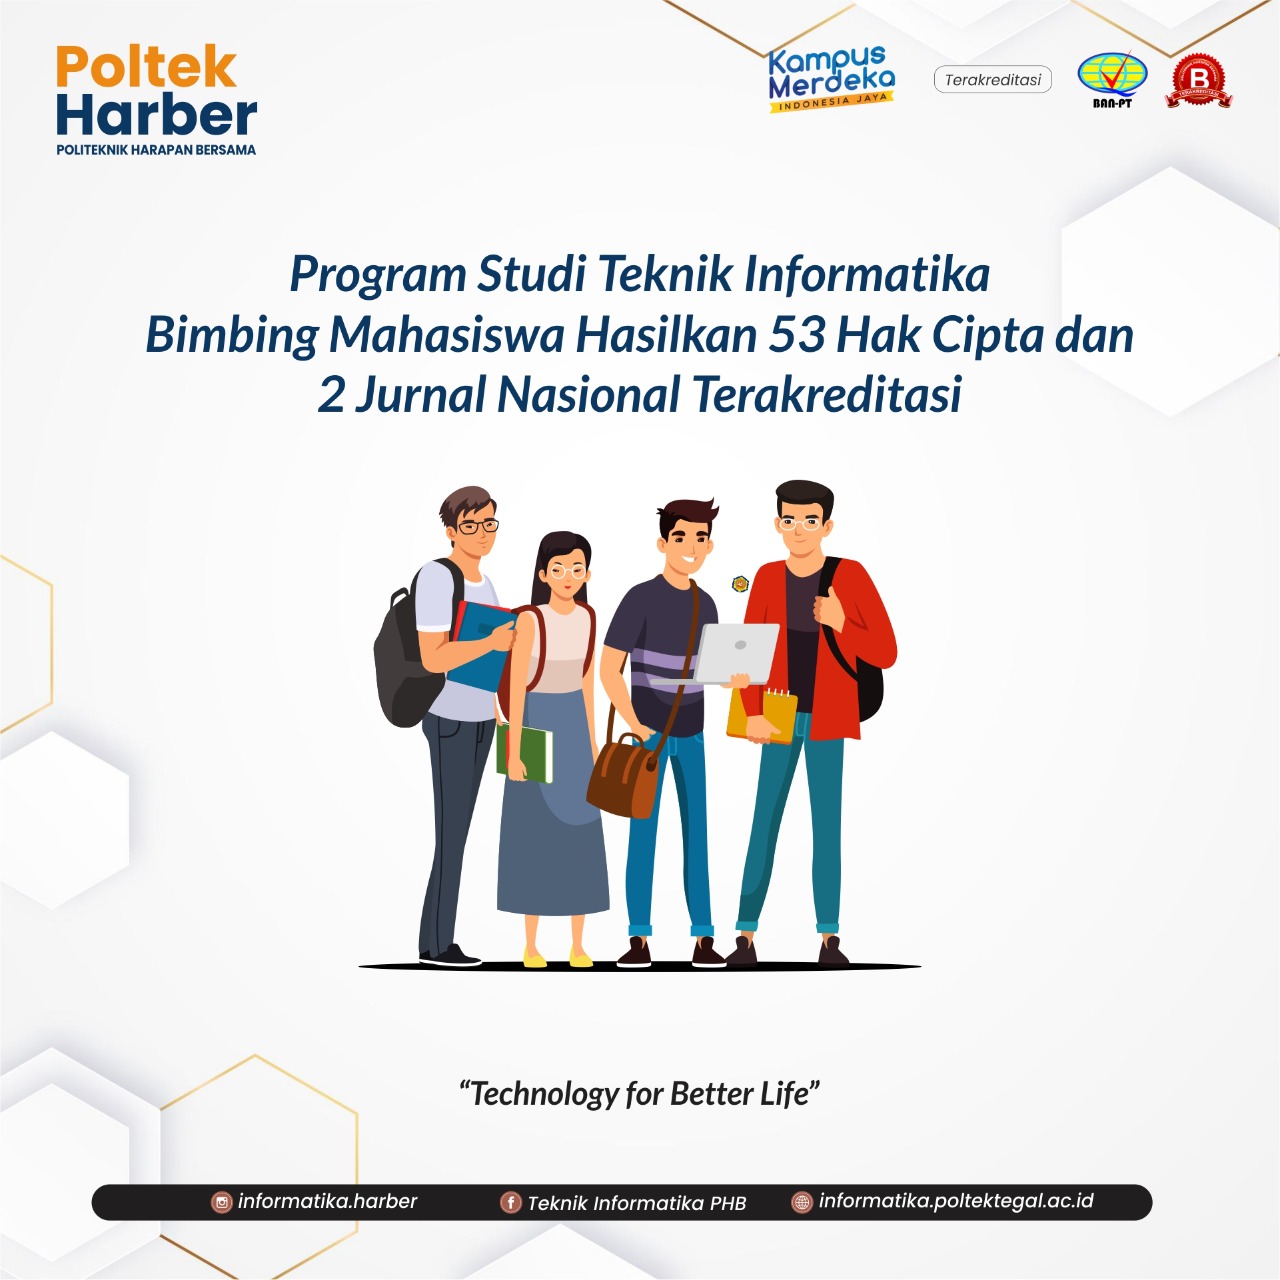 Poltek
Harber
POLITEKNIK HARAPAN BERSAMA
Kampus
Merdeka
INDONESIA JAYA
Terakreditasi
BAN-PT
B
TERAKREDITASI
Program Studi Teknik Informatika
Bimbing Mahasiswa Hasilkan 53 Hak Cipta dan
2 Jurnal Nasional Terakreditasi
“Technology for Better Life”
informatika.harber
Teknik Informatika PHB
informatika.poltektegal.ac.id